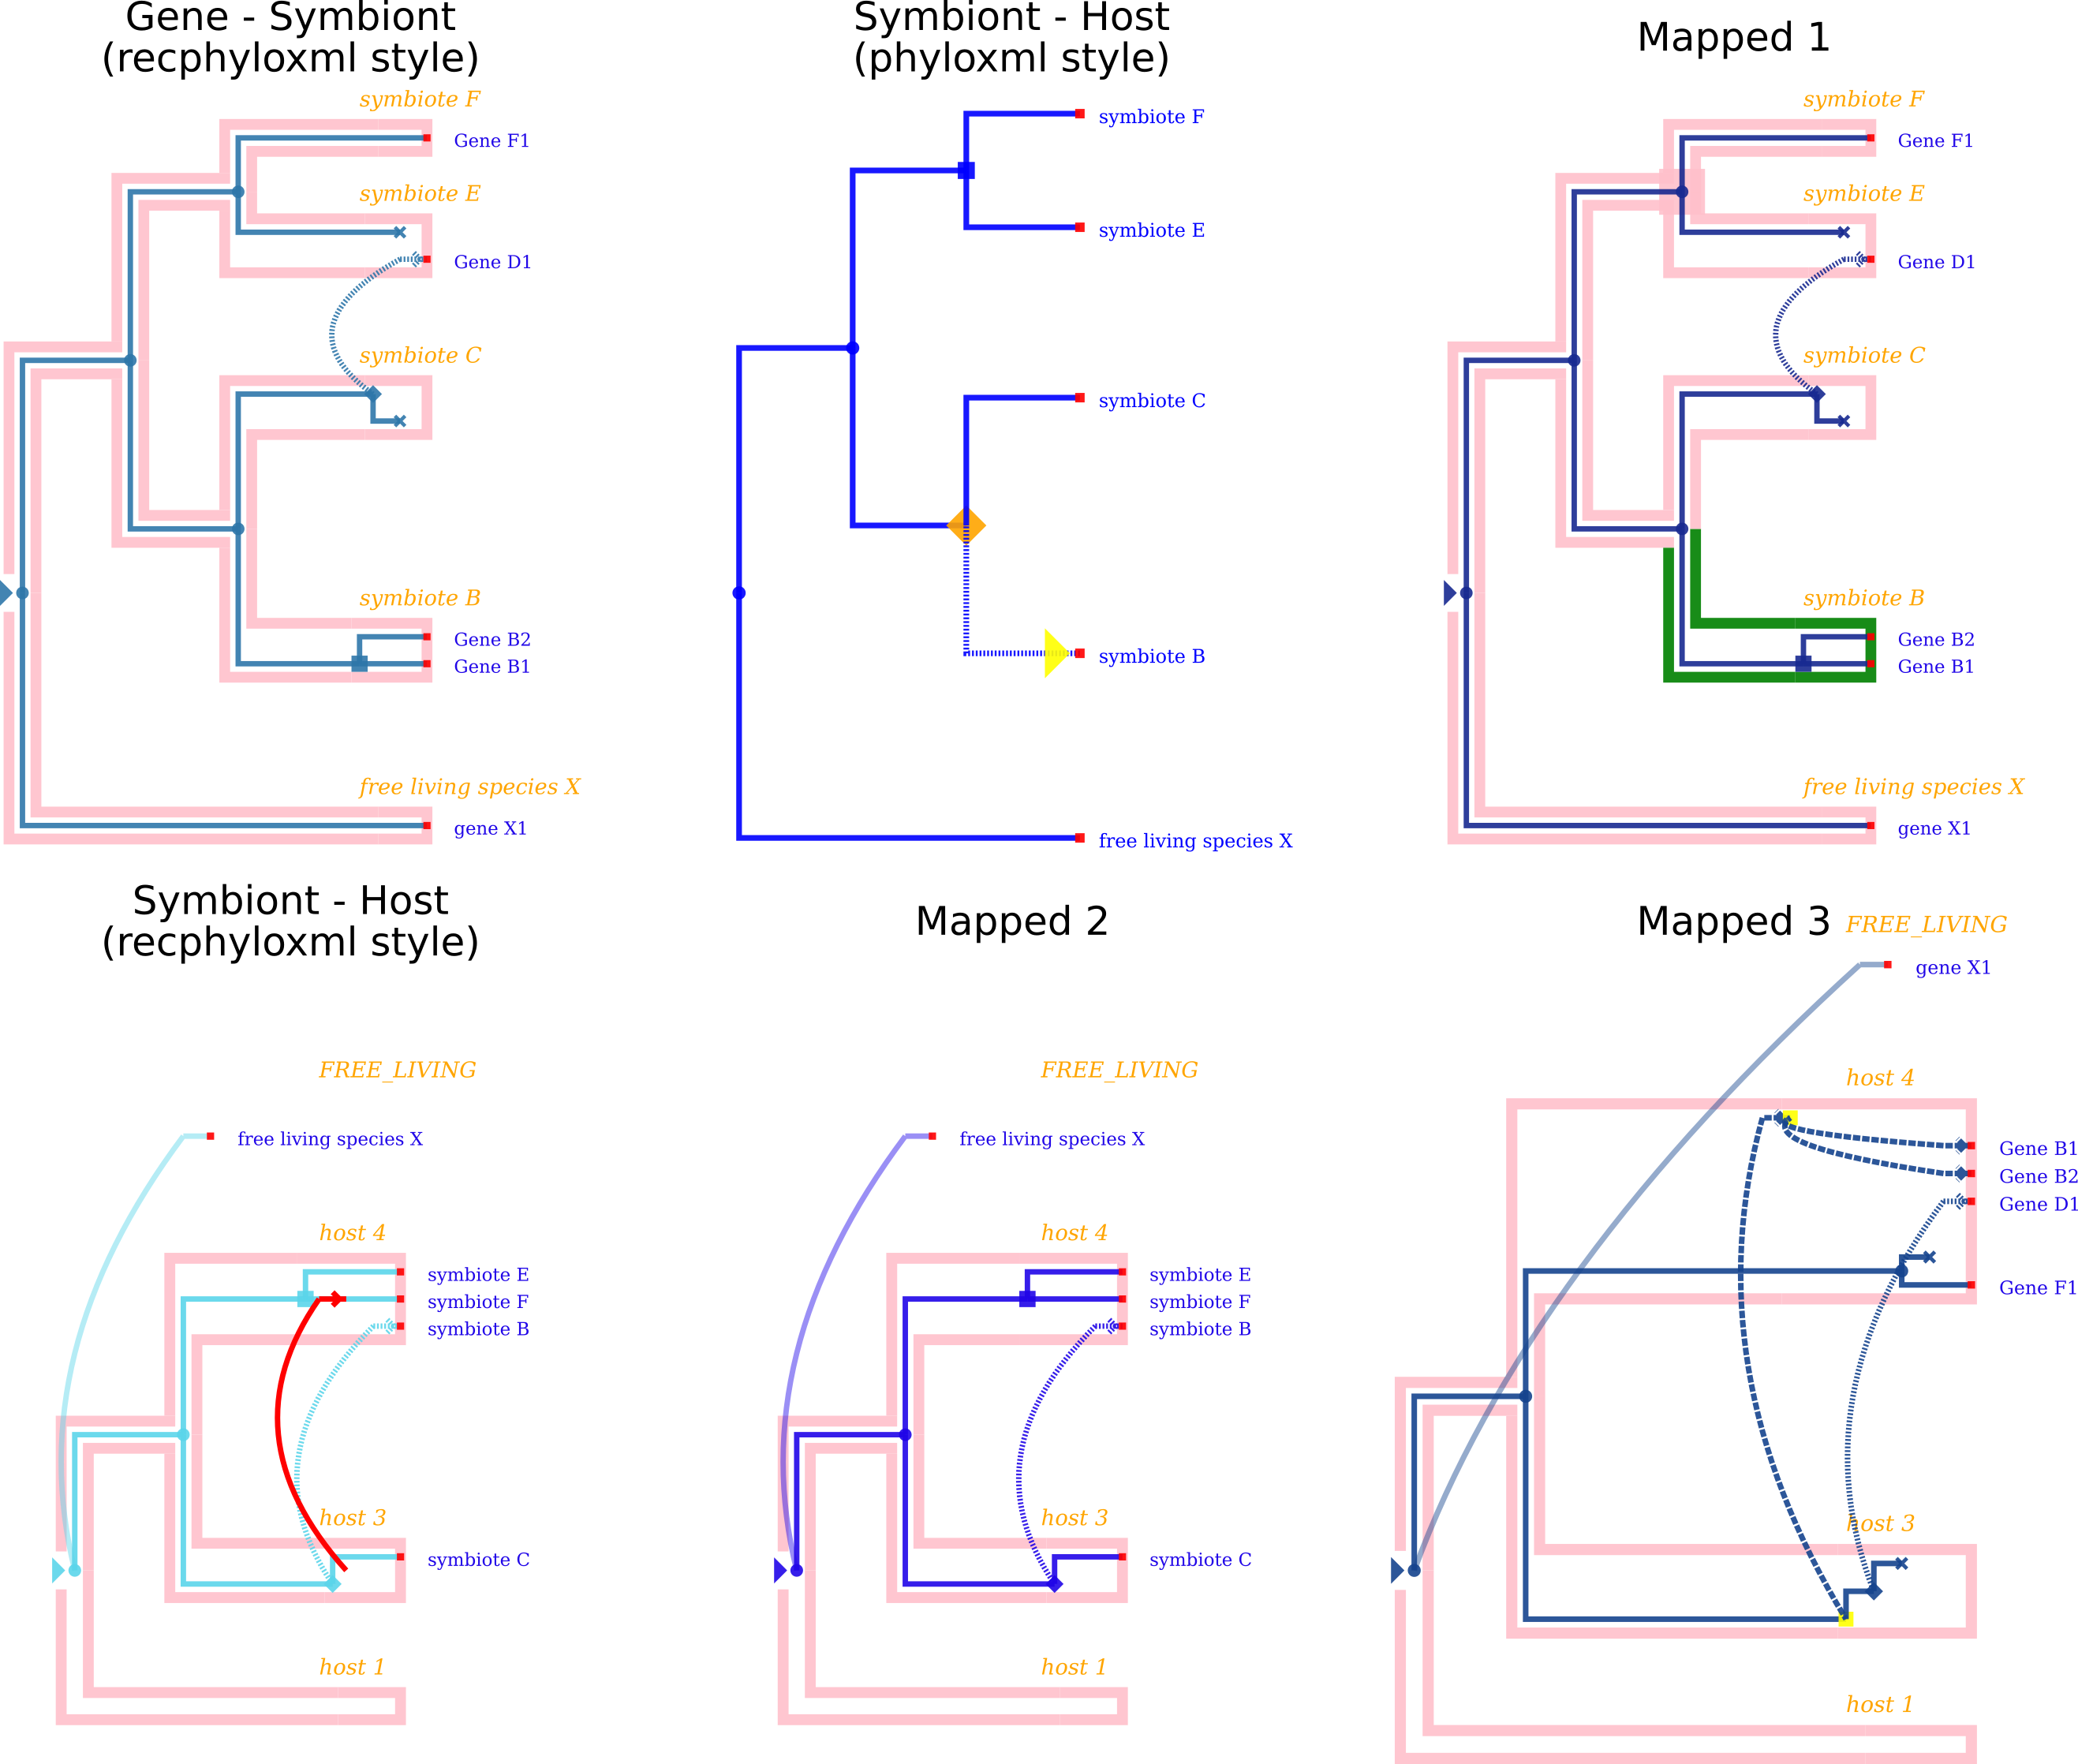 Gene - Symbiont
(recphyloxml style)
symbiote F
Gene F1
symbiote E
Gene D1
symbiote C
symbiote B
Gene B2
Gene B1
free living species X
gene X1
Symbiont - Host
(phyloxml style)
symbiote F
symbiote E
symbiote C
symbiote B
free living species X
Mapped 1
symbiote F
Gene F1
symbiote E
Gene D1
symbiote C
symbiote B
Gene B2
Gene B1
free living species X
gene X1
Symbiont - Host
(recphyloxml style)
FREE_LIVING
free living species X
host 4
symbiote E
symbiote F
symbiote B
host 3
symbiote C
host 1
Mapped 2
FREE_LIVING
free living species X
host 4
symbiote E
symbiote F
symbiote B
host 3
symbiote C
host 1
Mapped 3
FREE_LIVING
gene X1
host 4
Gene B1
Gene B2
Gene D1
Gene F1
host 3
host 1